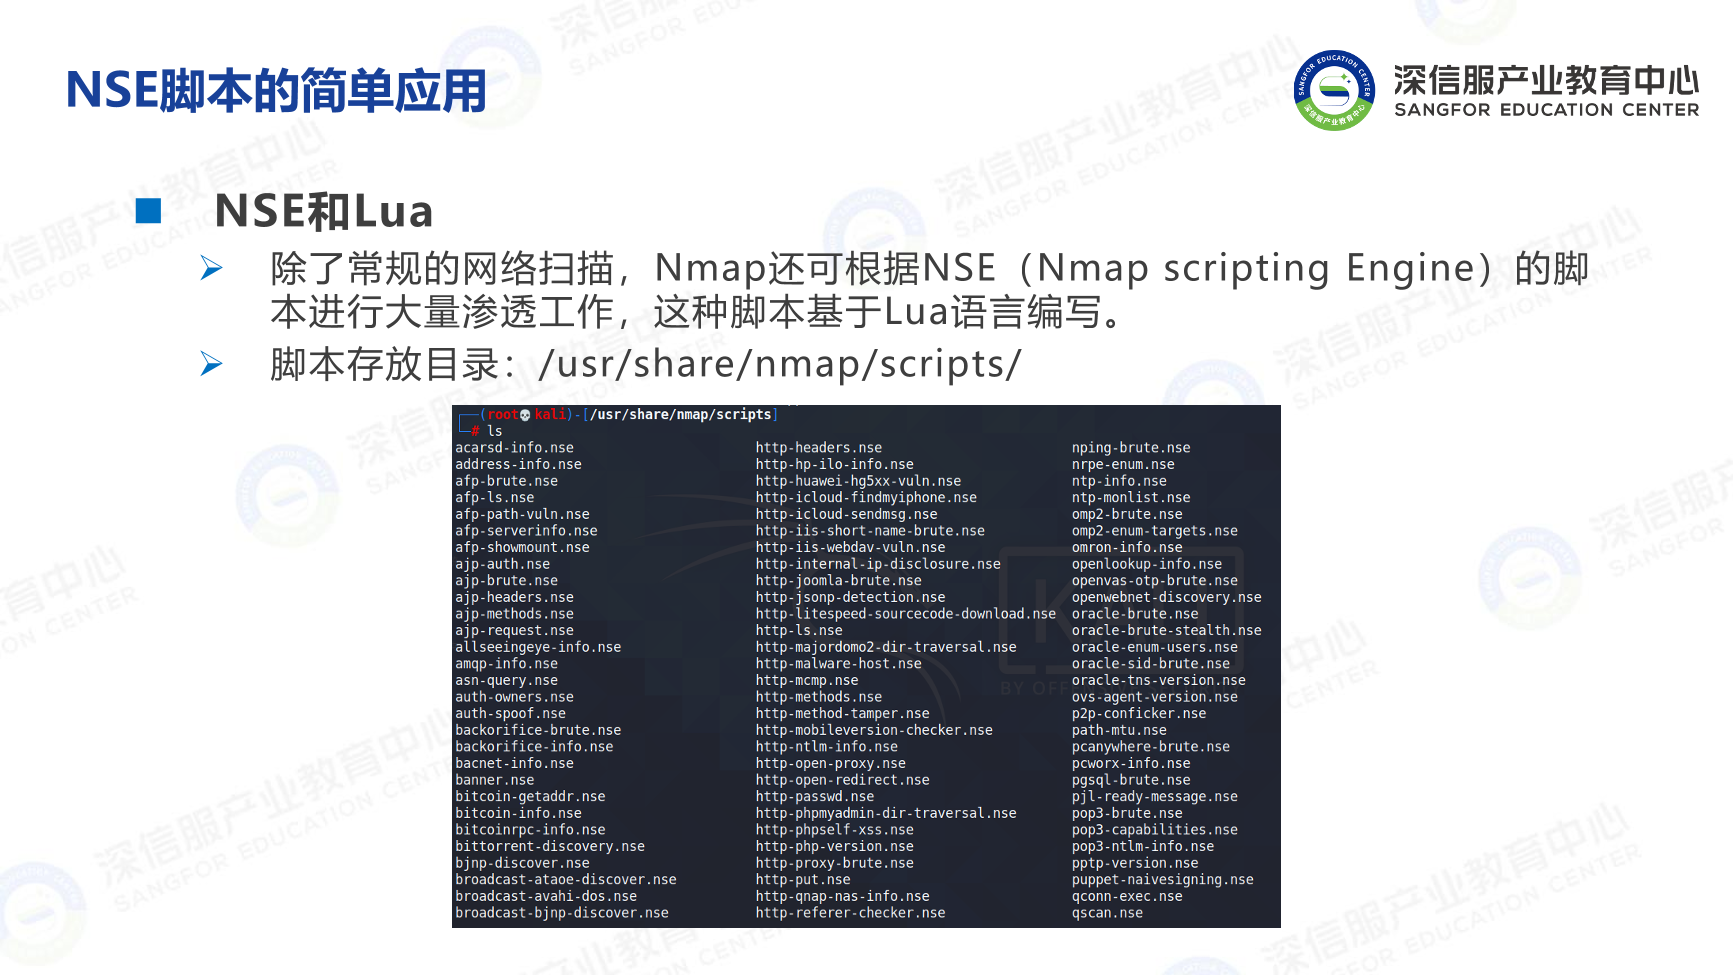 NSE脚本的简单应用
深信服产业教育中心
SANGFOR EDUCATION CENTER
NSE和Lua
除了常规的网络扫描，Nmap还可根据NSE（Nmap scripting Engine）的脚
本进行大量渗透工作，这种脚本基于Lua语言编写。
脚本存放目录：/usr/share/nmap/scripts/
(root💀kali)-[/usr/share/nmap/scripts]
# ls
acarsd-info.nse http-headers.nse nping-brute.nse
address-info.nse http-hp-ilo-info.nse nrpe-enum.nse
afp-brute.nse http-huawei-hg5xx-vuln.nse ntp-info.nse
afp-ls.nse http-icloud-findmyiphone.nse ntp-monlist.nse
afp-path-vuln.nse http-icloud-sendmsg.nse omp2-brute.nse
afp-serverinfo.nse http-iis-short-name-brute.nse omp2-enum-targets.nse
afp-showmount.nse http-iis-webdav-vuln.nse omron-info.nse
ajp-auth.nse http-internal-ip-disclosure.nse openlookup-info.nse
ajp-brute.nse http-joomla-brute.nse openvas-otp-brute.nse
ajp-headers.nse http-jsonp-detection.nse openwebnet-discovery.nse
ajp-methods.nse http-litespeed-sourcecode-download.nse oracle-brute.nse
ajp-request.nse http-ls.nse oracle-brute-stealth.nse
allseeingeye-info.nse http-majordomo2-dir-traversal.nse oracle-enum-users.nse
amqp-info.nse http-malware-host.nse oracle-sid-brute.nse
asn-query.nse http-mcmp.nse oracle-tns-version.nse
auth-owners.nse http-methods.nse ovs-agent-version.nse
auth-spoof.nse http-method-tamper.nse p2p-conficker.nse
backorifice-brute.nse http-mobileversion-checker.nse path-mtu.nse
backorifice-info.nse http-ntlm-info.nse pcanywhere-brute.nse
bacnet-info.nse http-open-proxy.nse pcworx-info.nse
banner.nse http-open-redirect.nse pgsql-brute.nse
bitcoin-getaddr.nse http-passwd.nse pjl-ready-message.nse
bitcoin-info.nse http-phpmyadmin-dir-traversal.nse pop3-brute.nse
bitcoinrpc-info.nse http-phpself-xss.nse pop3-capabilities.nse
bittorrent-discovery.nse http-php-version.nse pop3-ntlm-info.nse
bjnp-discover.nse http-proxy-brute.nse pptp-version.nse
broadcast-ataoe-discover.nse http-put.nse puppet-naivesigning.nse
broadcast-avahi-dos.nse http-qnap-nas-info.nse qconn-exec.nse
broadcast-bjnp-discover.nse http-referer-checker.nse qscan.nse